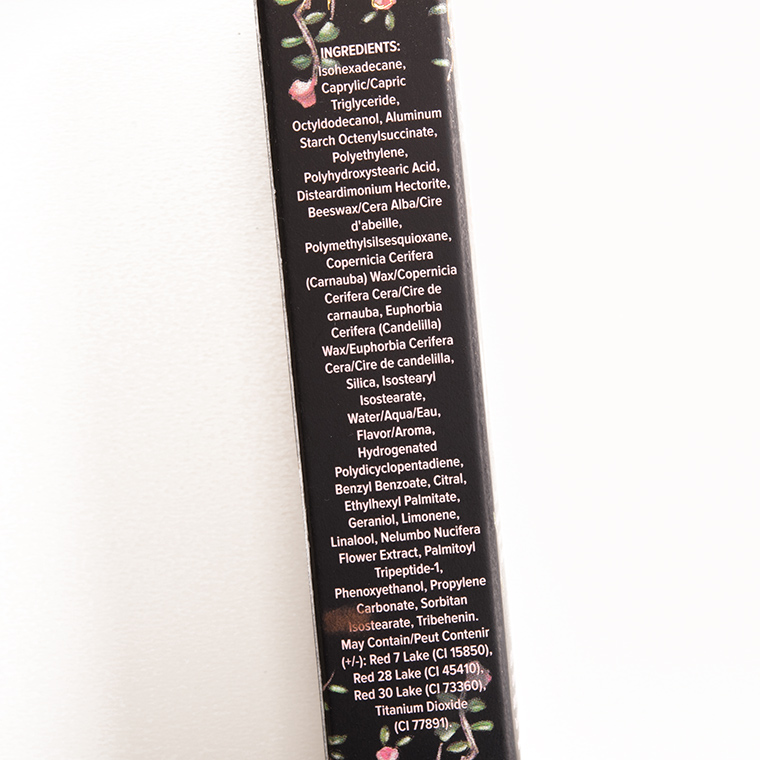 INGREDIENTS:
Isohexadecane,
Caprylic/Capric
Triglyceride,
Octyldodecanol, Aluminum
Starch Octenylsuccinate,
Polyethylene,
Polyhydroxystearic Acid,
Disteardimonium Hectorite,
Beeswax/Cera Alba/Cire
d'abeille,
Polymethylsilsesquioxane,
Copernicia Cerifera
(Carnauba) Wax/Copernicia
Cerifera Cera/Cire de
carnauba, Euphorbia
Cerifera (Candelilla)
Wax/Euphorbia Cerifera
Cera/Cire de candelilla,
Silica, Isostearyl
Isostearate,
Water/Aqua/Eau,
Flavor/Aroma,
Hydrogenated
Polydicyclopentadiene,
Benzyl Benzoate, Citral,
Ethylhexyl Palmitate,
Geraniol, Limonene,
Linalool, Nelumbo Nucifera
Flower Extract, Palmitoyl
Tripeptide-1,
Phenoxyethanol, Propylene
Carbonate, Sorbitan
Isostearate, Tribehenin.
May Contain/Peut Contenir
(+/-): Red 7 Lake (CI 15850),
Red 28 Lake (CI 45410),
Red 30 Lake (CI 73360),
Titanium Dioxide
(CI 77891).